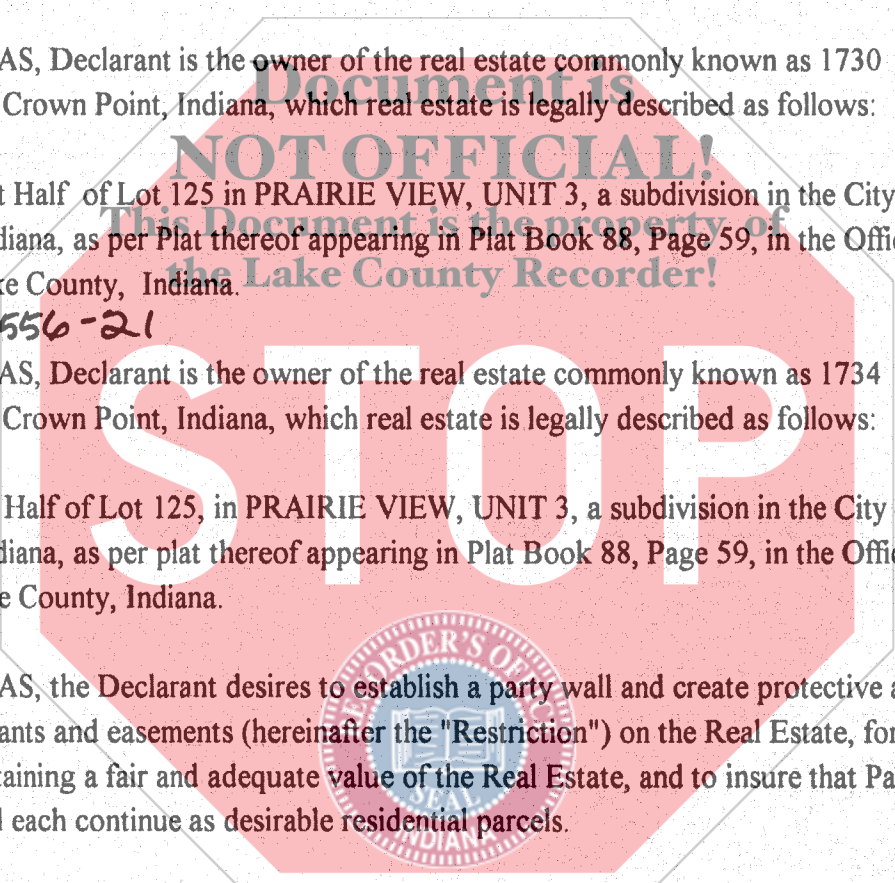 AS, Declarant is the owner of the real estate commonly known as 1730
Document is
Crown Point, Indiana, which real estate is legally described as follows:
NOT OFFICIAL!
t Half of Lot 125 in PRAIRIE VIEW, UNIT 3, a subdivision in the City
This Document is the property of
diana, as per Plat thereof appearing in Plat Book 88, Page 59, in the Offic
the Lake County Recorder!
ke County, Indiana.
556-21
AS, Declarant is the owner of the real estate commonly known as 1734
Crown Point, Indiana, which real estate is legally described as follows:
STOP
Half of Lot 125, in PRAIRIE VIEW, UNIT 3, a subdivision in the City
diana, as per plat thereof appearing in Plat Book 88, Page 59, in the Offic
e County, Indiana.
RECORDER'S OFFICE
AS, the Declarant desires to establish a party wall and create protective a
ants and easements (hereinafter the "Restriction") on the Real Estate, for
taining a fair and adequate value of the Real Estate, and to insure that Pa
SEAL
l each continue as desirable residential parcels.
INDIANA